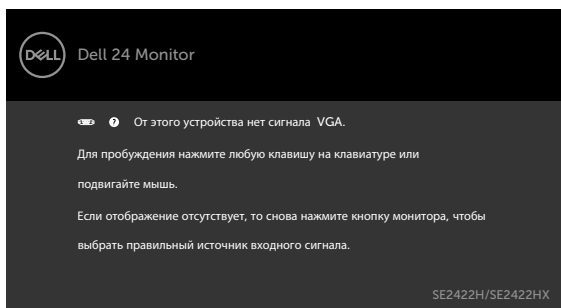 DELL
Dell 24 Monitor
От этого устройства нет сигнала VGA.
Для пробуждения нажмите любую клавишу на клавиатуре или
подвигайте мышь.
Если отображение отсутствует, то снова нажмите кнопку монитора, чтобы
выбрать правильный источник входного сигнала.
SE2422H/SE2422HX